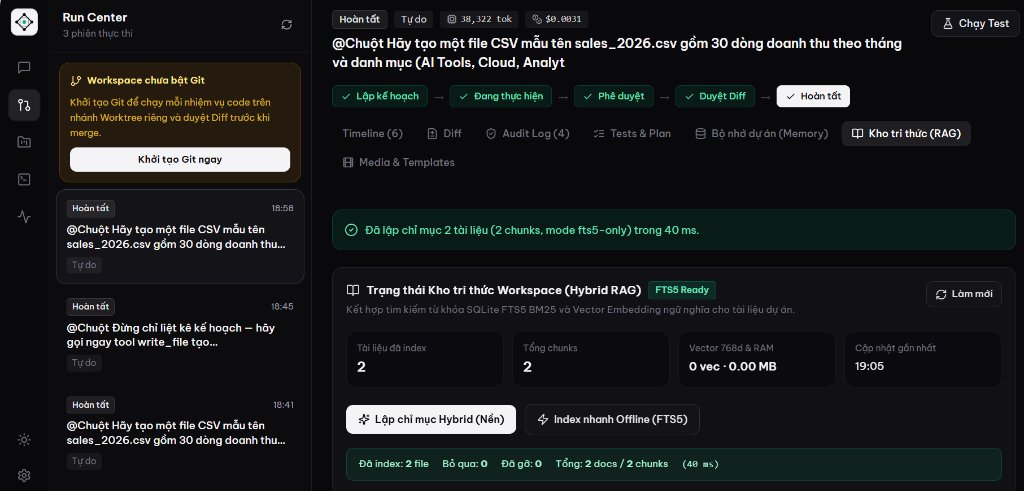 Run Center
3 phiên thực thi
Workspace chưa bật Git
Khởi tạo Git để chạy mỗi nhiệm vụ code trên
nhánh Worktree riêng và duyệt Diff trước khi
merge.
Khởi tạo Git ngay
Hoàn tất 18:58
@Chuột Hãy tạo một file CSV mẫu tên
sales_2026.csv gồm 30 dòng doanh thu...
Tự do
Hoàn tất 18:45
@Chuột Đừng chỉ liệt kê kế hoạch — hãy
gọi ngay tool write_file tạo...
Tự do
Hoàn tất 18:41
@Chuột Hãy tạo một file CSV mẫu tên
sales_2026.csv gồm 30 dòng doanh thu...
Tự do
Hoàn tất Tự do 38,322 tok $0.0031
Chạy Test
@Chuột Hãy tạo một file CSV mẫu tên sales_2026.csv gồm 30 dòng doanh thu theo tháng
và danh mục (AI Tools, Cloud, Analyt
Lập kế hoạch → Đang thực hiện → Phê duyệt → Duyệt Diff → Hoàn tất
Timeline (6) Diff Audit Log (4) Tests & Plan Bộ nhớ dự án (Memory) Kho tri thức (RAG)
Media & Templates
Đã lập chỉ mục 2 tài liệu (2 chunks, mode fts5-only) trong 40 ms.
Trạng thái Kho tri thức Workspace (Hybrid RAG) FTS5 Ready
Làm mới
Kết hợp tìm kiếm từ khóa SQLite FTS5 BM25 và Vector Embedding ngữ nghĩa cho tài liệu dự án.
Tài liệu đã index Tổng chunks Vector 768d & RAM Cập nhật gần nhất
2 2 0 vec · 0.00 MB 19:05
Lập chỉ mục Hybrid (Nền) Index nhanh Offline (FTS5)
Đã index: 2 file Bỏ qua: 0 Đã gỡ: 0 Tổng: 2 docs / 2 chunks (40 ms)